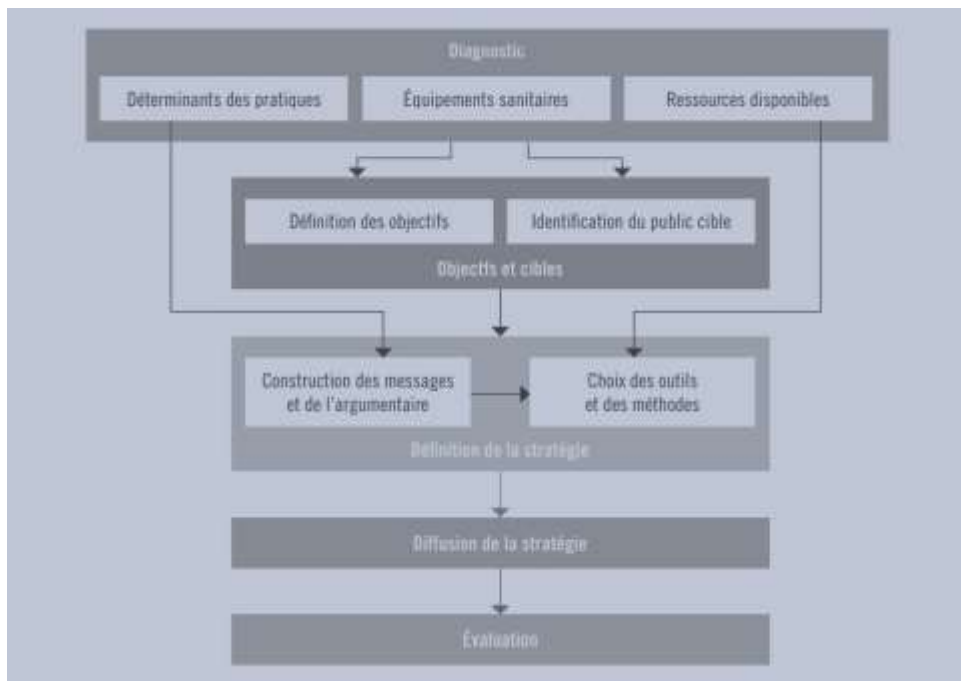 Diagnostic
Déterminants des pratiques
Équipements sanitaires
Ressources disponibles
Définition des objectifs
Identification du public cible
Objectfs et cibles
Construction des messages
et de l'argumentaire
Choix des outils
et des méthodes
Définition de la stratégie
Diffusion de la stratégie
Évaluation